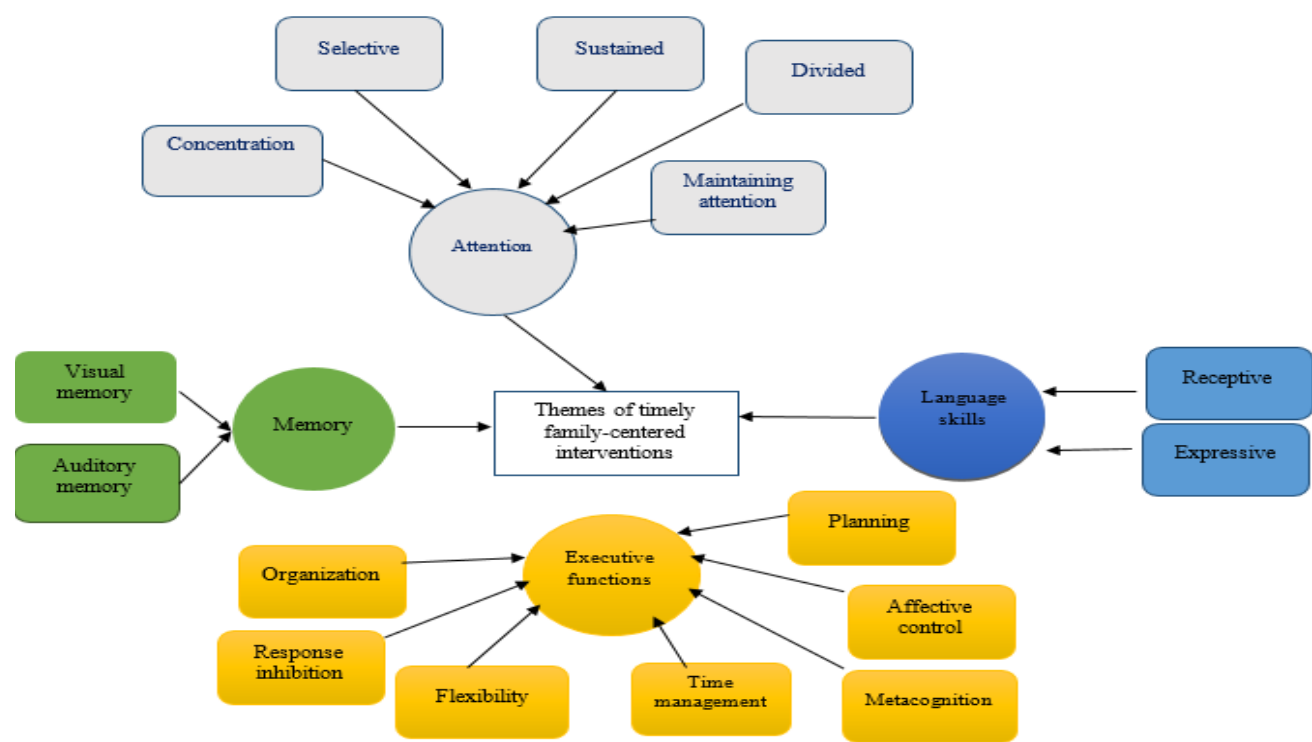 Selective
Sustained
Divided
Concentration
Maintaining
attention
Attention
Visual
memory
Memory
Auditory
memory
Themes of timely
family-centered
interventions
Language
skills
Receptive
Expressive
Planning
Executive
functions
Organization
Affective
control
Response
inhibition
Flexibility
Time
management
Metacognition